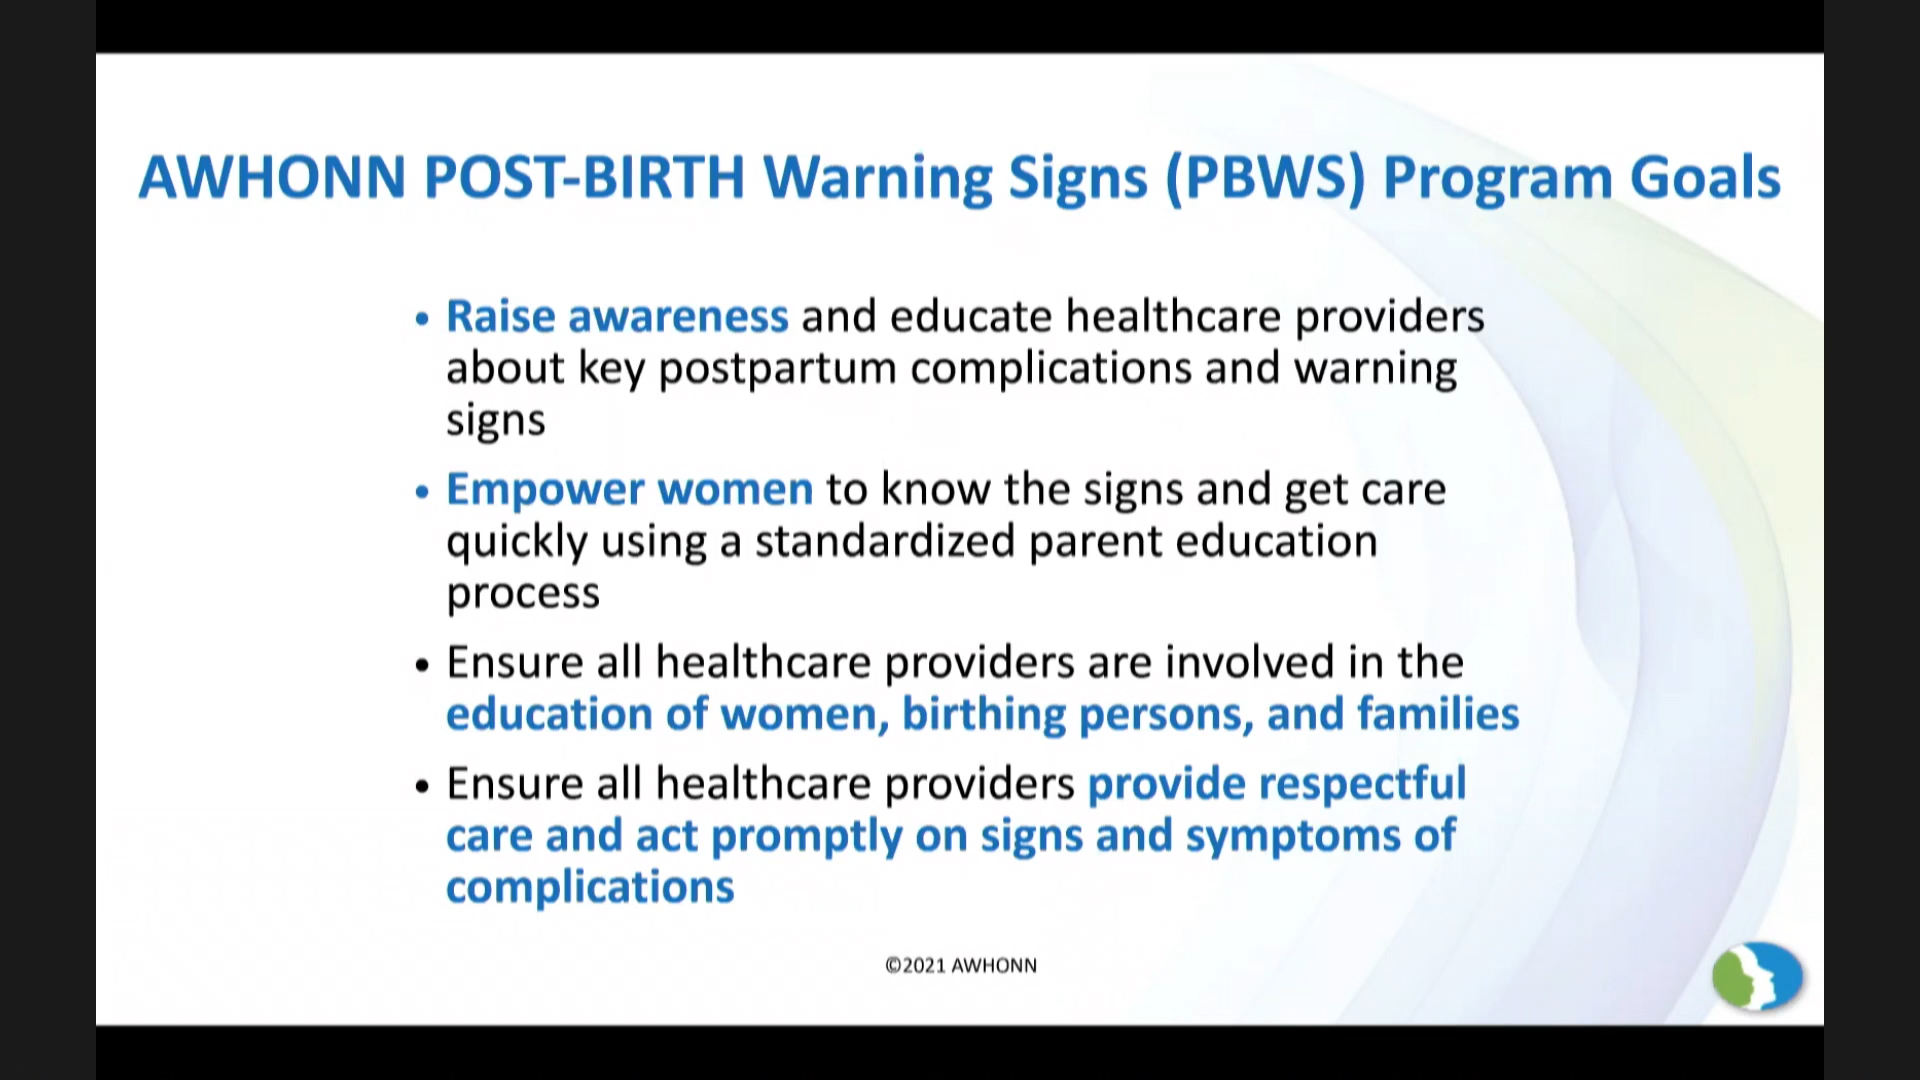 AWHONN POST-BIRTH Warning Signs (PBWS) Program Goals
• Raise awareness and educate healthcare providers
about key postpartum complications and warning
signs
• Empower women to know the signs and get care
quickly using a standardized parent education
process
• Ensure all healthcare providers are involved in the
education of women, birthing persons, and families
• Ensure all healthcare providers provide respectful
care and act promptly on signs and symptoms of
complications
©2021 AWHONN